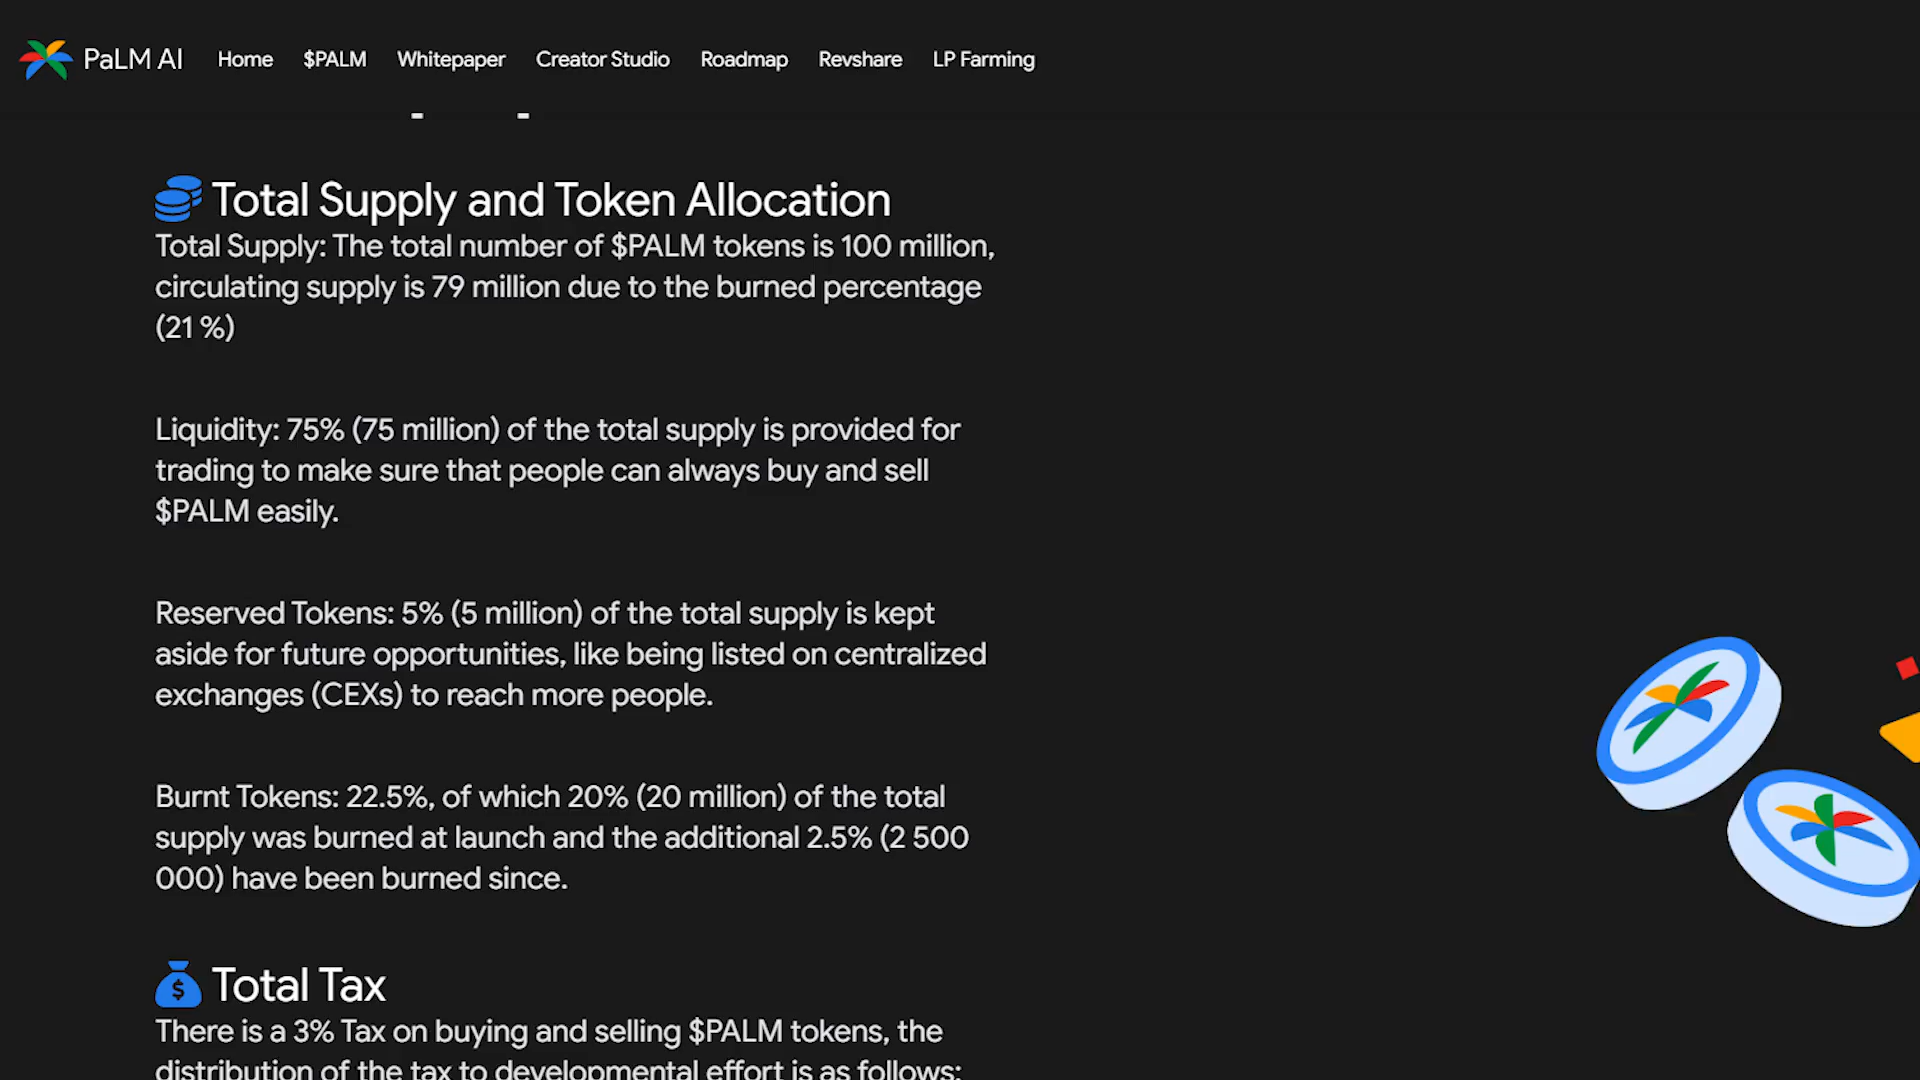 PaLM AI Home $PALM Whitepaper Creator Studio Roadmap Revshare LP Farming
Total Supply and Token Allocation
Total Supply: The total number of $PALM tokens is 100 million,
circulating supply is 79 million due to the burned percentage
(21 %)
Liquidity: 75% (75 million) of the total supply is provided for
trading to make sure that people can always buy and sell
$PALM easily.
Reserved Tokens: 5% (5 million) of the total supply is kept
aside for future opportunities, like being listed on centralized
exchanges (CEXs) to reach more people.
Burnt Tokens: 22.5%, of which 20% (20 million) of the total
supply was burned at launch and the additional 2.5% (2 500
000) have been burned since.
$ Total Tax
There is a 3% Tax on buying and selling $PALM tokens, the
distribution of the tax to developmental effort is as follows: